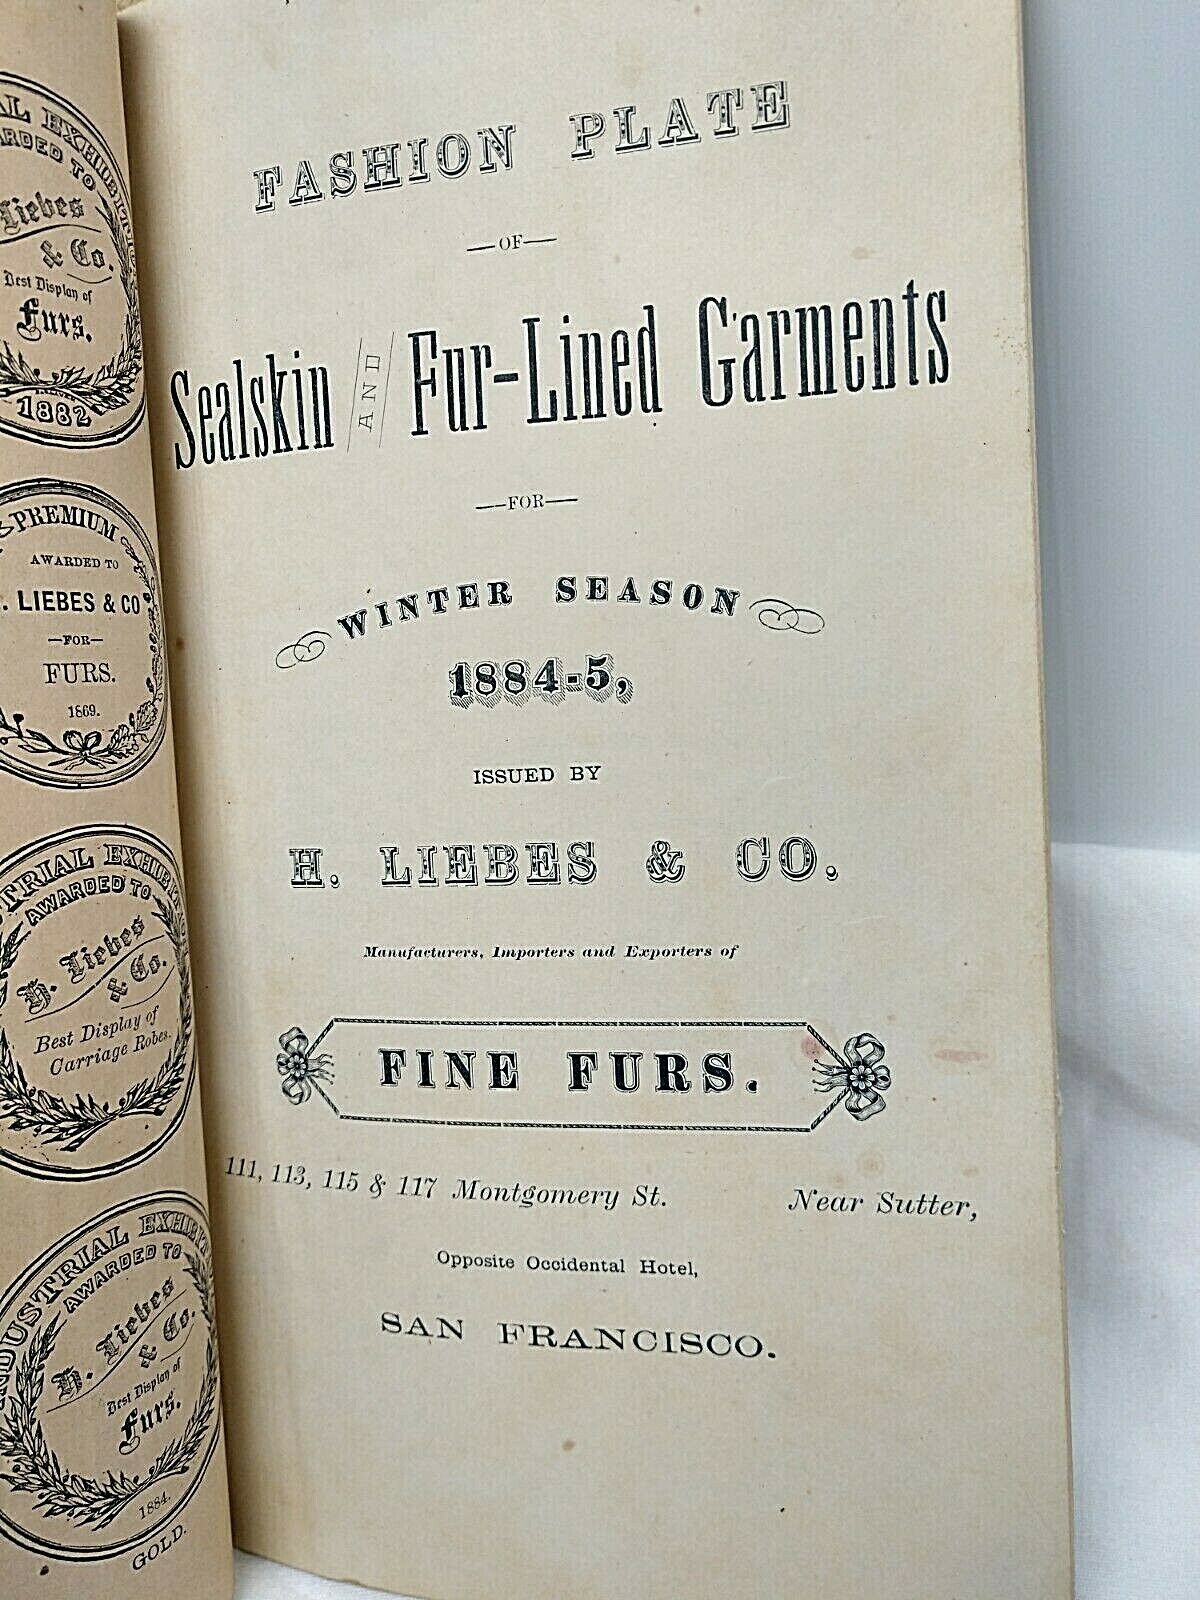 EXHIBIT
AWARDED TO
Liebes
& Co.
Best Display of
Furs.
1882
PREMIUM
AWARDED TO
LIEBES & CO
—FOR—
FURS.
1869.
EXHIBIT
AWARDED TO
H. Liebes
& Co.
Best Display of
Carriage Robes.
INDUSTRIAL EXHIBIT
AWARDED TO
H. Liebes
& Co.
Best Display of
Furs.
1884.
GOLD.
FASHION PLATE
—OF—
Sealskin AND Fur-Lined Garments
—FOR—
WINTER SEASON
1884-5,
ISSUED BY
H. LIEBES & CO.
Manufacturers, Importers and Exporters of
FINE FURS.
111, 113, 115 & 117 Montgomery St. Near Sutter,
Opposite Occidental Hotel,
SAN FRANCISCO.